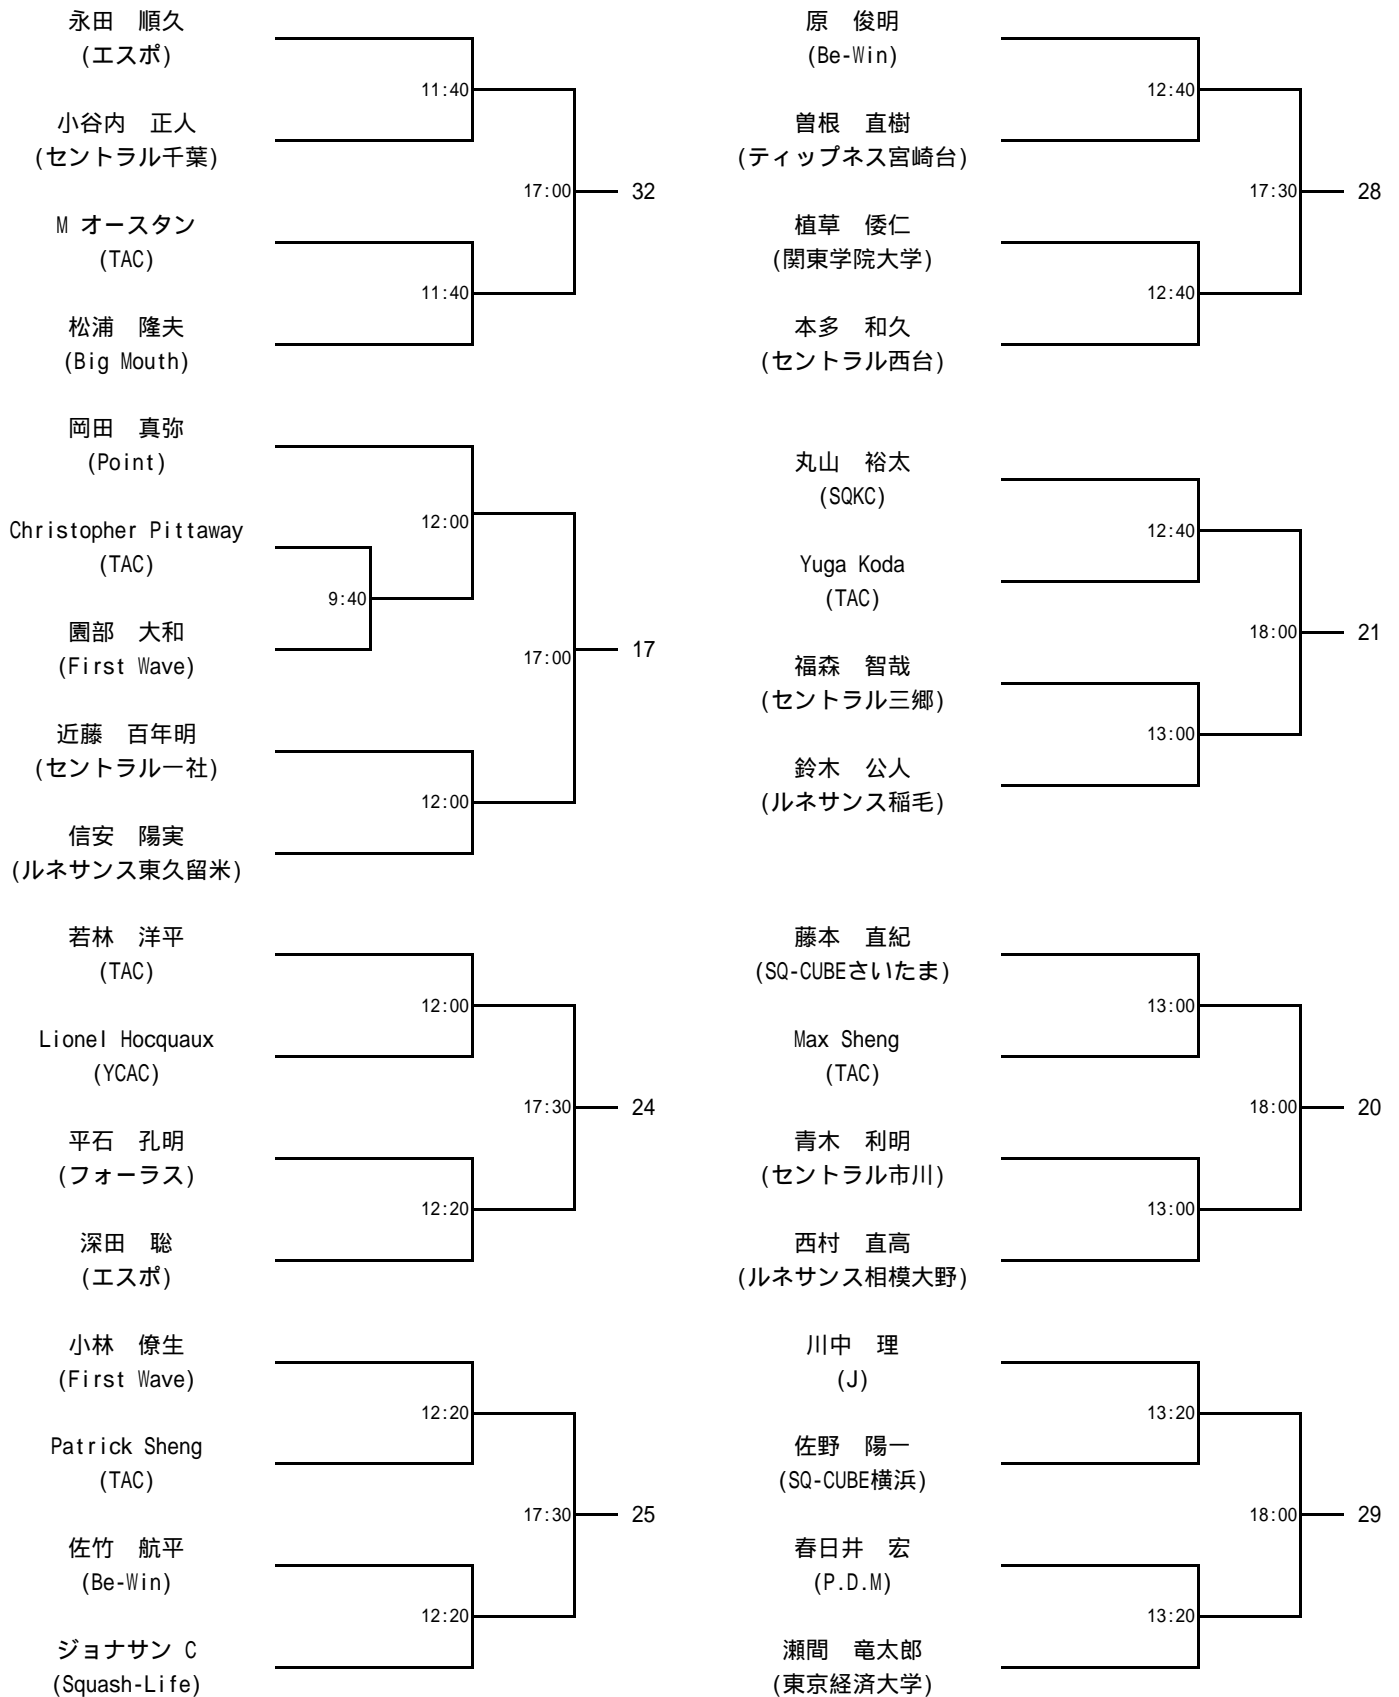 永田　順久
(エスポ)
11:40
小谷内　正人
(セントラル千葉)
17:00
32
M オースタン
(TAC)
11:40
松浦　隆夫
(Big Mouth)
岡田　真弥
(Point)
12:00
Christopher Pittaway
(TAC)
9:40
園部　大和
(First Wave)
17:00
17
近藤　百年明
(セントラル一社)
12:00
信安　陽実
(ルネサンス東久留米)
若林　洋平
(TAC)
12:00
Lionel Hocquaux
(YCAC)
17:30
24
平石　孔明
(フォーラス)
12:20
深田　聡
(エスポ)
小林　僚生
(First Wave)
12:20
Patrick Sheng
(TAC)
17:30
25
佐竹　航平
(Be-Win)
12:20
ジョナサン C
(Squash-Life)
原　俊明
(Be-Win)
12:40
曽根　直樹
(ティップネス宮崎台)
17:30
28
植草　倭仁
(関東学院大学)
12:40
本多　和久
(セントラル西台)
丸山　裕太
(SQKC)
12:40
Yuga Koda
(TAC)
18:00
21
福森　智哉
(セントラル三郷)
13:00
鈴木　公人
(ルネサンス稲毛)
藤本　直紀
(SQ-CUBEさいたま)
13:00
Max Sheng
(TAC)
18:00
20
青木　利明
(セントラル市川)
13:00
西村　直高
(ルネサンス相模大野)
川中　理
(J)
13:20
佐野　陽一
(SQ-CUBE横浜)
18:00
29
春日井　宏
(P.D.M)
13:20
瀬間　竜太郎
(東京経済大学)